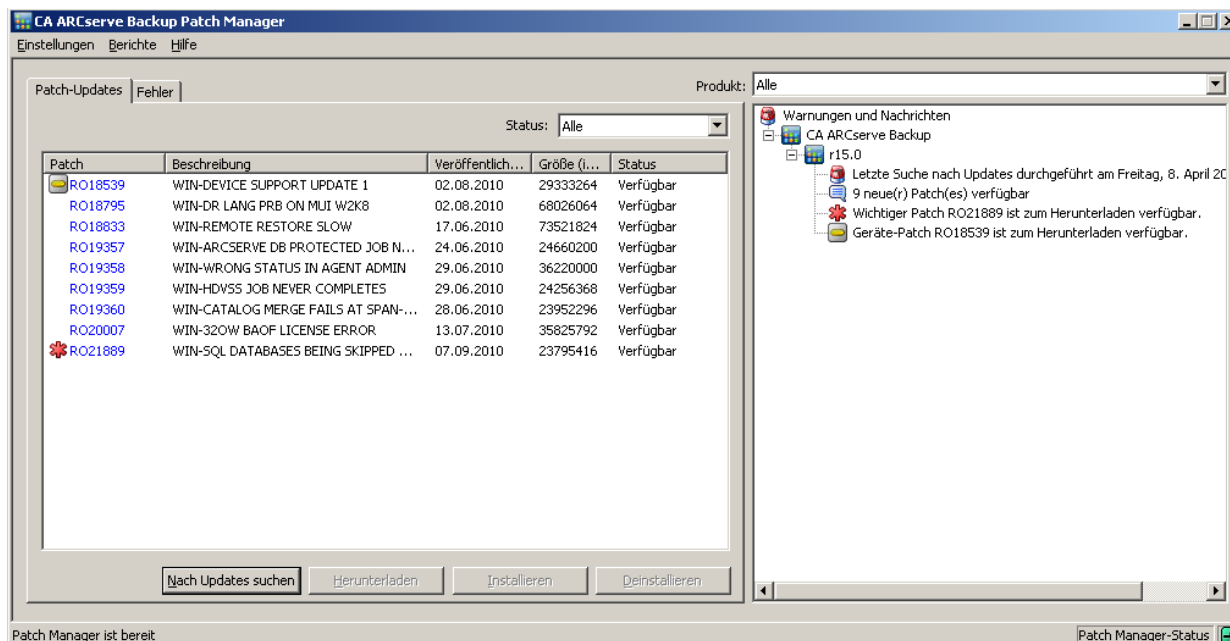 CA ARCserve Backup Patch Manager
Einstellungen Berichte Hilfe
Patch-Updates Fehler
Produkt: Alle
Status: Alle
Patch Beschreibung Veröffentlich... Größe (i... Status
RO18539 WIN-DEVICE SUPPORT UPDATE 1 02.08.2010 29333264 Verfügbar
RO18795 WIN-DR LANG PRB ON MUI W2K8 02.08.2010 68026064 Verfügbar
RO18833 WIN-REMOTE RESTORE SLOW 17.06.2010 73521824 Verfügbar
RO19357 WIN-ARCSERVE DB PROTECTED JOB N... 24.06.2010 24660200 Verfügbar
RO19358 WIN-WRONG STATUS IN AGENT ADMIN 29.06.2010 36220000 Verfügbar
RO19359 WIN-HDVSS JOB NEVER COMPLETES 29.06.2010 24256368 Verfügbar
RO19360 WIN-CATALOG MERGE FAILS AT SPAN-... 28.06.2010 23952296 Verfügbar
RO20007 WIN-32OW BAOF LICENSE ERROR 13.07.2010 35825792 Verfügbar
RO21889 WIN-SQL DATABASES BEING SKIPPED ... 07.09.2010 23795416 Verfügbar
Nach Updates suchen Herunterladen Installieren Deinstallieren
Warnungen und Nachrichten
CA ARCserve Backup
r15.0
Letzte Suche nach Updates durchgeführt am Freitag, 8. April 20
9 neue(r) Patch(es) verfügbar
Wichtiger Patch RO21889 ist zum Herunterladen verfügbar.
Geräte-Patch RO18539 ist zum Herunterladen verfügbar.
Patch Manager ist bereit
Patch Manager-Status